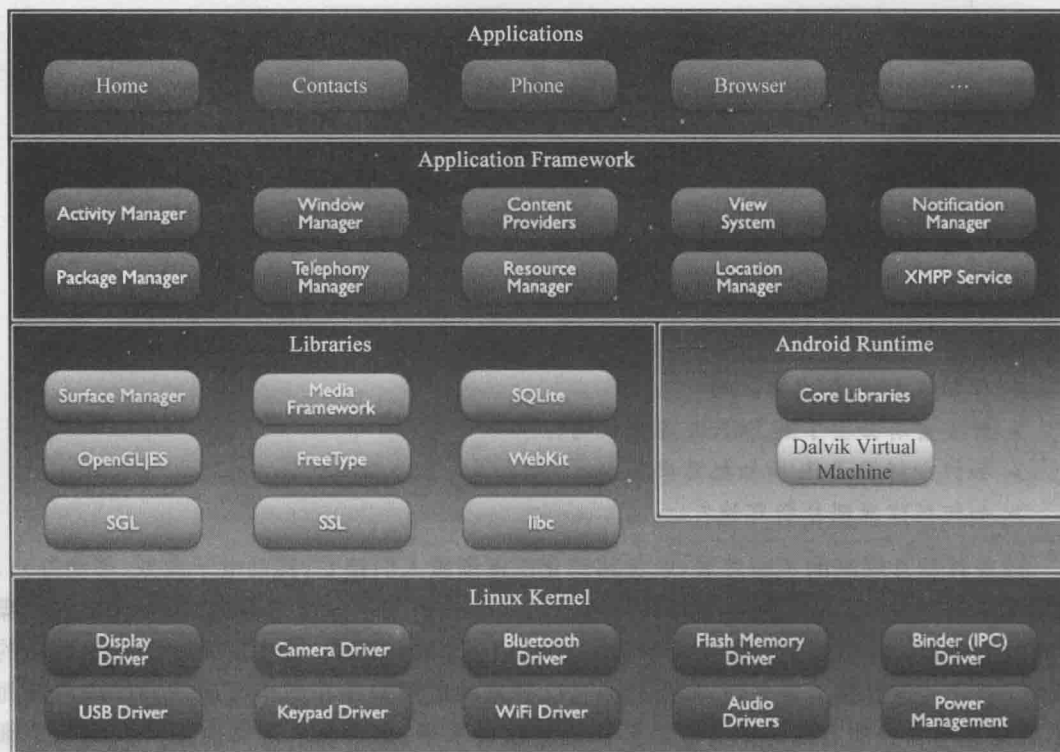 Applications
Home
Contacts
Phone
Browser
...
Application Framework
Activity Manager
Window
Manager
Content
Providers
View
System
Notification
Manager
Package Manager
Telephony
Manager
Resource
Manager
Location
Manager
XMPP Service
Libraries
Surface Manager
Media
Framework
SQLite
OpenGL|ES
FreeType
WebKit
SGL
SSL
libc
Android Runtime
Core Libraries
Dalvik Virtual
Machine
Linux Kernel
Display
Driver
Camera Driver
Bluetooth
Driver
Flash Memory
Driver
Binder (IPC)
Driver
USB Driver
Keypad Driver
WiFi Driver
Audio
Drivers
Power
Management